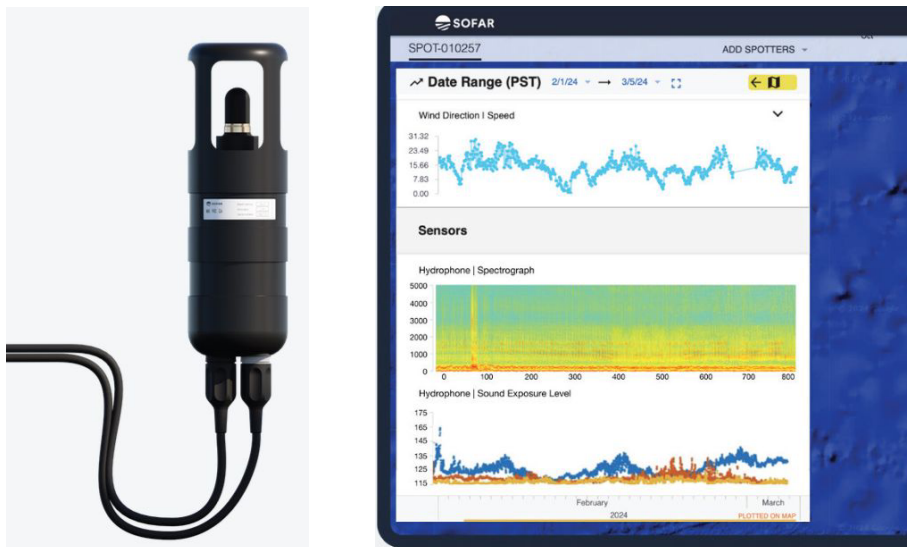 SOFAR
SPOT-010257
ADD SPOTTERS
Date Range (PST) 2/1/24 → 3/5/24
Wind Direction I Speed
31.32
23.49
15.66
7.83
0.00
Sensors
Hydrophone | Spectrograph
5000
4000
3000
2000
1000
0
0 100 200 300 400 500 600 700 800
Hydrophone | Sound Exposure Level
175
165
145
135
125
115
February March
2024
PLOTTED ON MAP
SOFAR